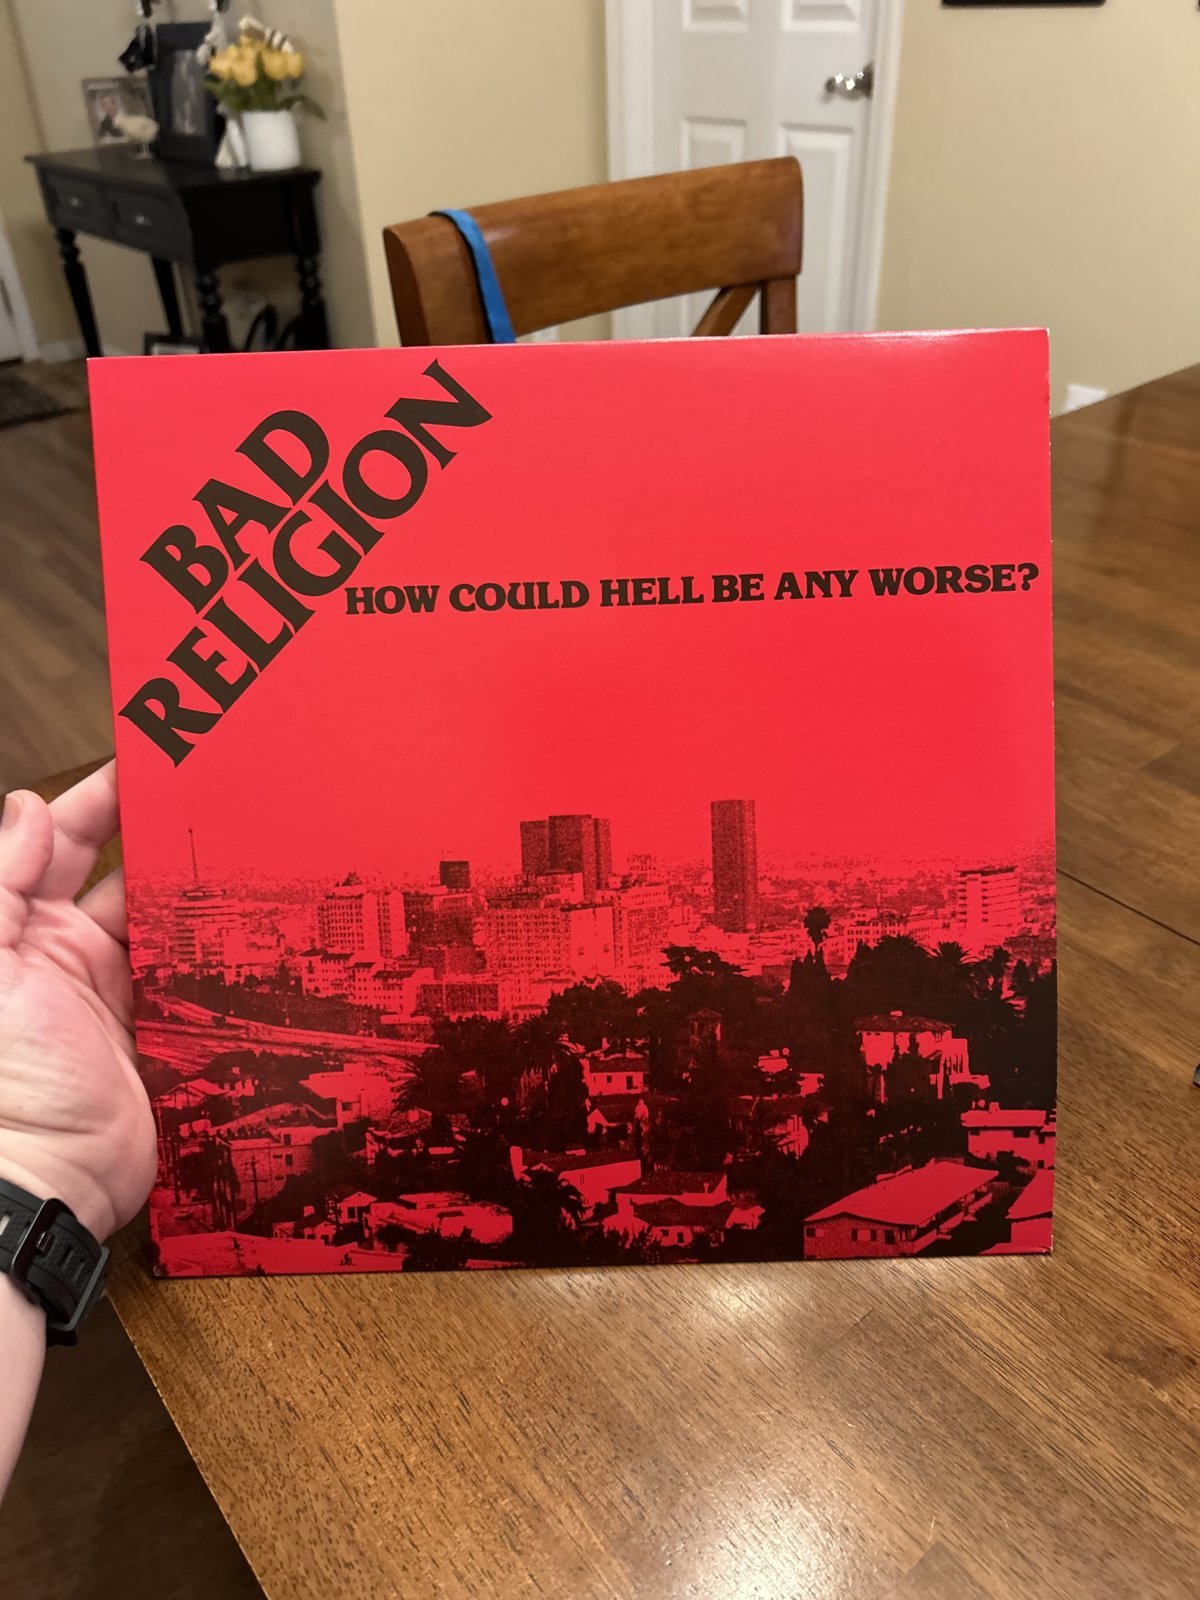 BAD
RELIGION
HOW COULD HELL BE ANY WORSE?